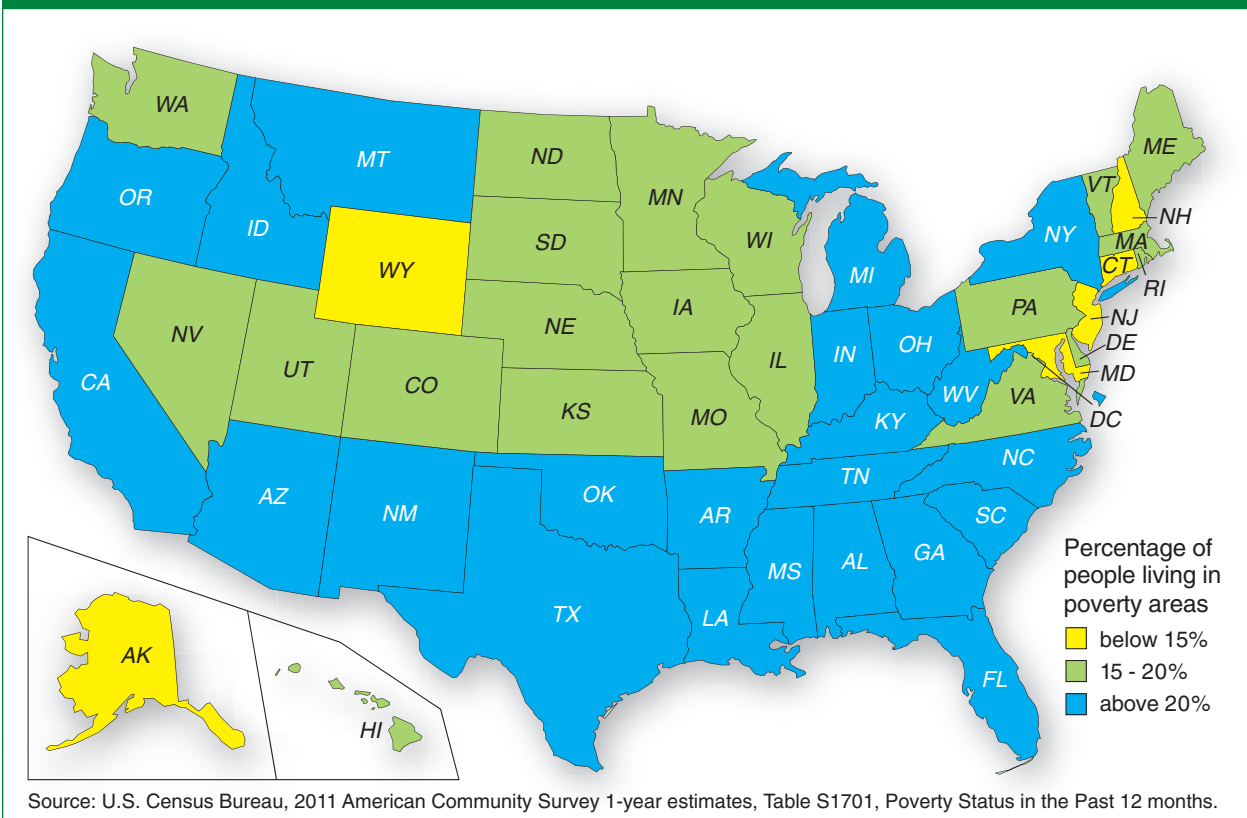 WA
ME
MT
ND
VT
MN
OR
NH
NY
ID
SD
WI
MA
WY
MI
CT
RI
IA
PA
NJ
NE
NV
OH
DE
IN
IL
UT
MD
CA
CO
WV
VA
KS
MO
DC
KY
NC
TN
AZ
OK
NM
AR
SC
GA
Percentage of
people living in
poverty areas
AL
MS
TX
LA
below 15%
AK
15 - 20%
FL
above 20%
HI
Source: U.S. Census Bureau, 2011 American Community Survey 1-year estimates, Table S1701, Poverty Status in the Past 12 months.